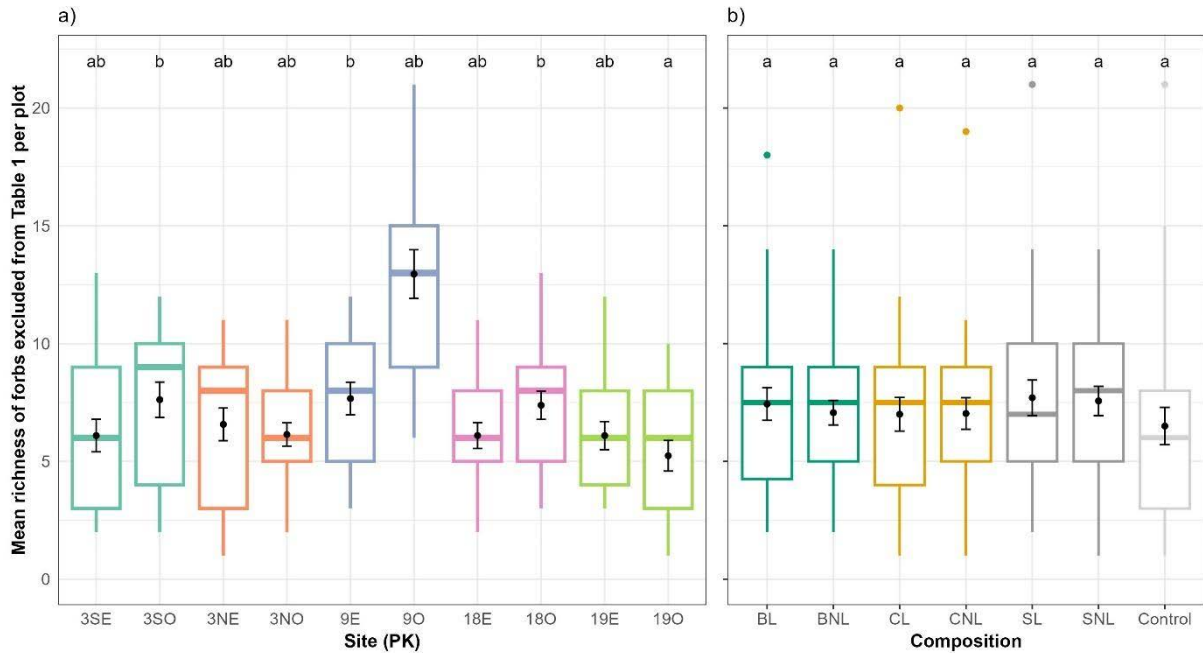 a)
b)
ab b ab ab b ab ab b ab a
a a a a a a a
Mean richness of forbs excluded from Table 1 per plot
20
15
10
5
0
3SE 3SO 3NE 3NO 9E 9O 18E 18O 19E 19O
BL BNL CL CNL SL SNL Control
Site (PK)
Composition